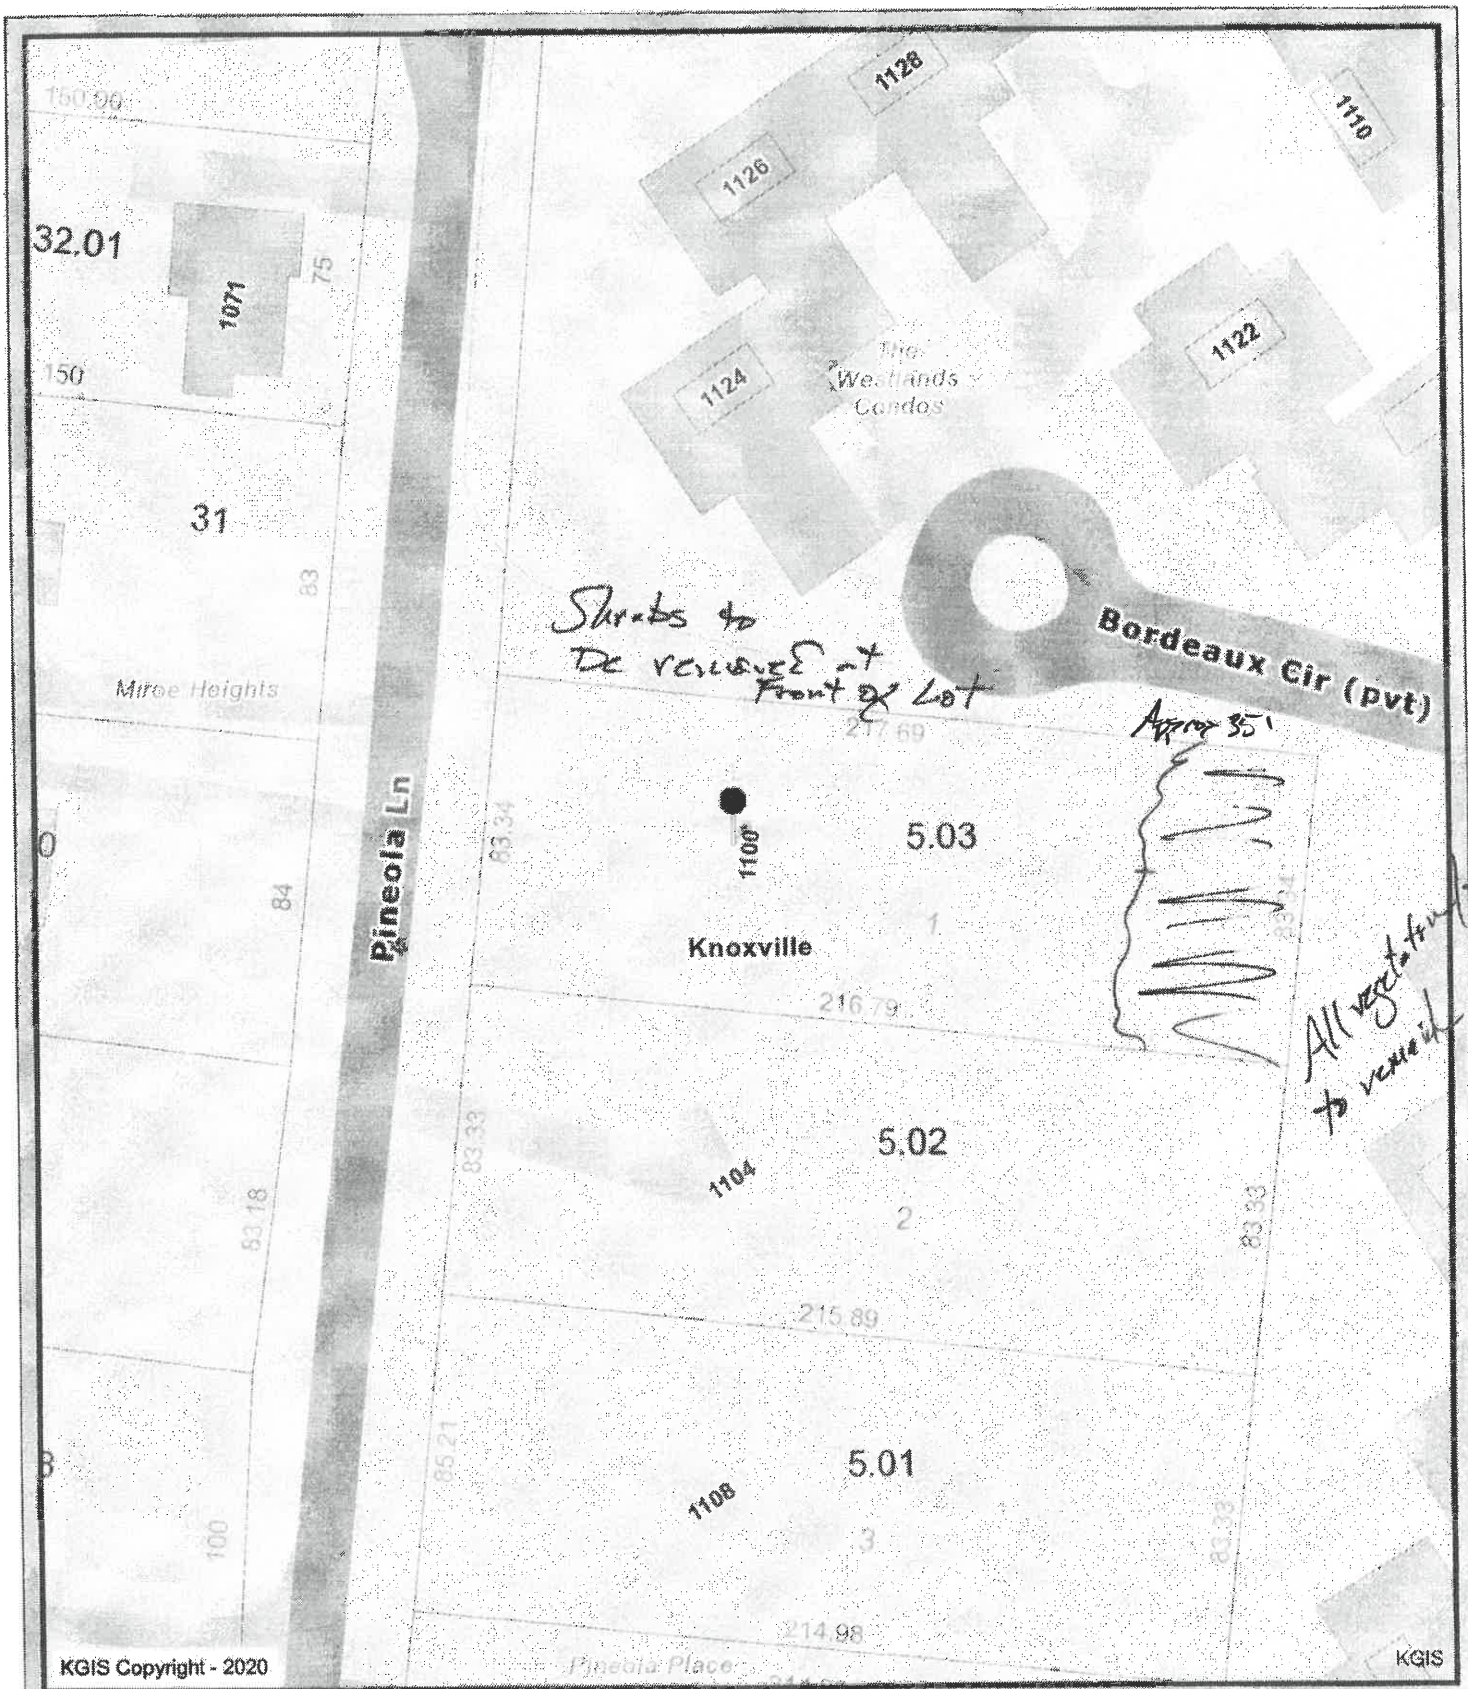 150.00
1128
1110
1126
32.01
75
1071
1122
150
1124
The
Westlands
Condos
31
83
Shrubs to
Be removed at
Front of Lot
Bordeaux Cir (pvt)
Miroe Heights
Approx 35'
217.69
83.34
1100*
5.03
0
Pineola Ln
84
1
83.34
Knoxville
All vegetation
to remain
216.79
83.33
5.02
1104
2
83.18
83.33
215.89
85.21
5.01
1108
3
8
100
83.33
214.98
Pineola Place
KGIS Copyright - 2020
KGIS